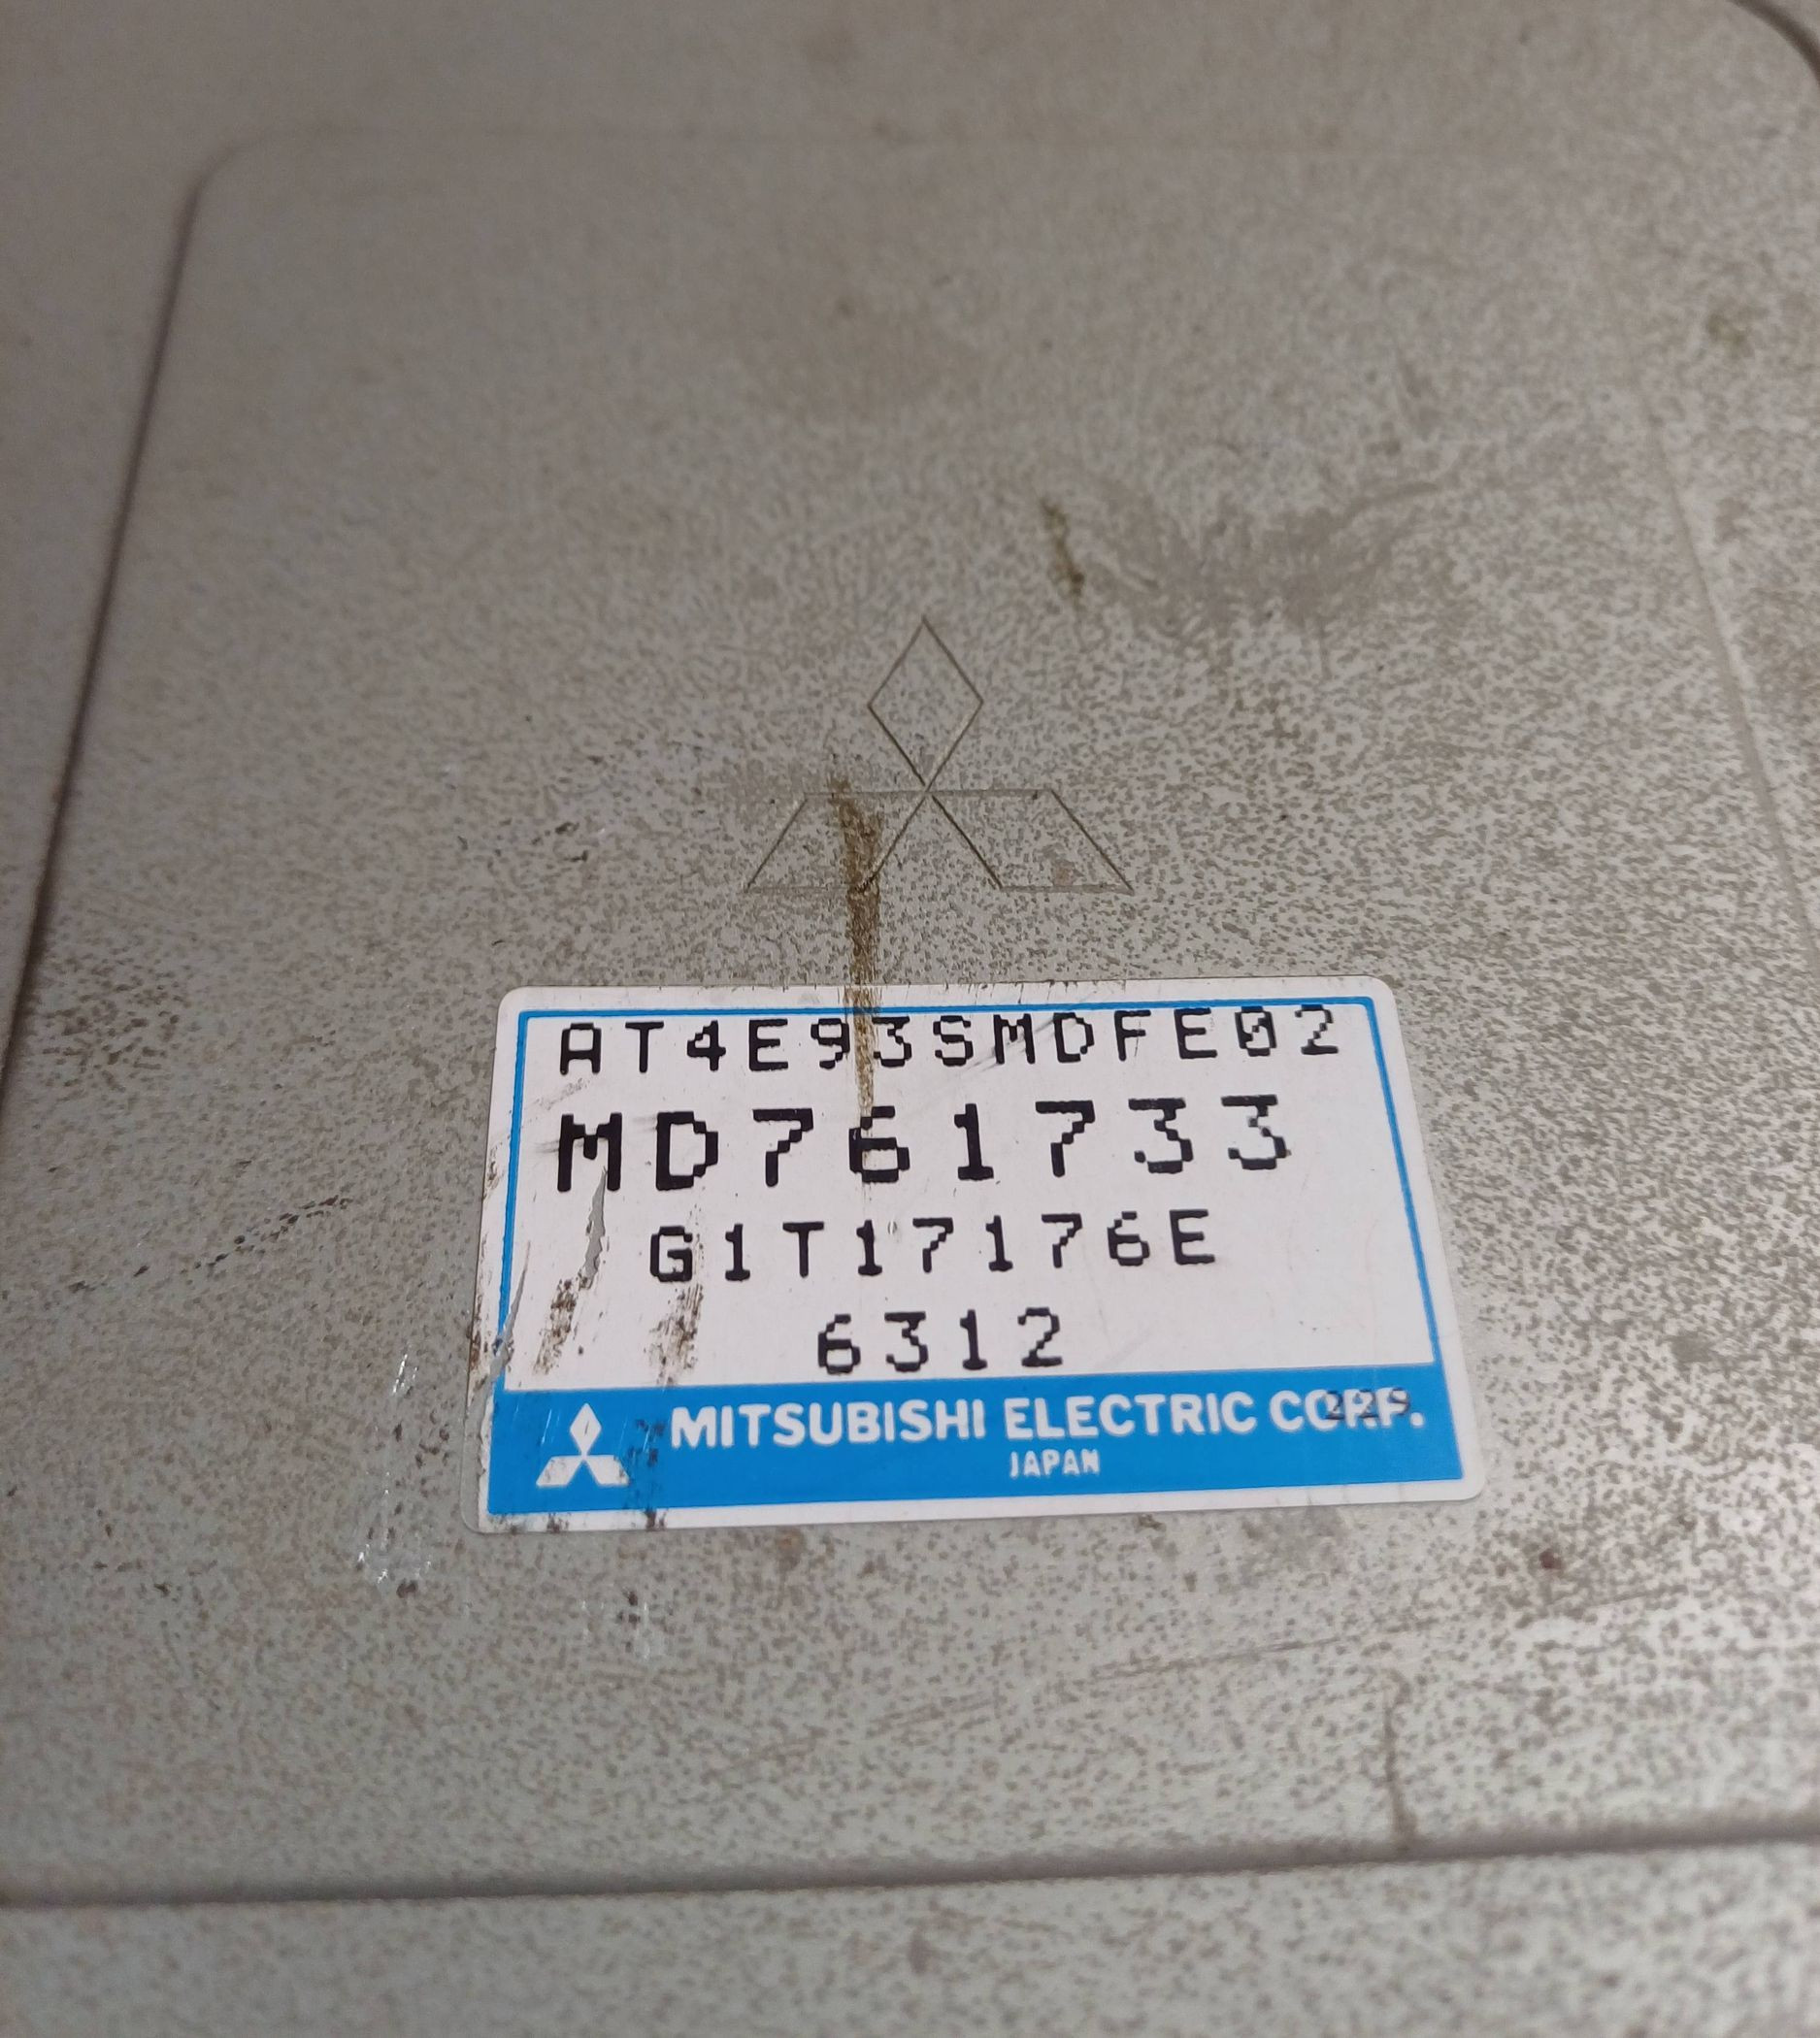 AT4E93SMDFE02
MD761733
G1T17176E
6312
MITSUBISHI ELECTRIC CORP.
JAPAN